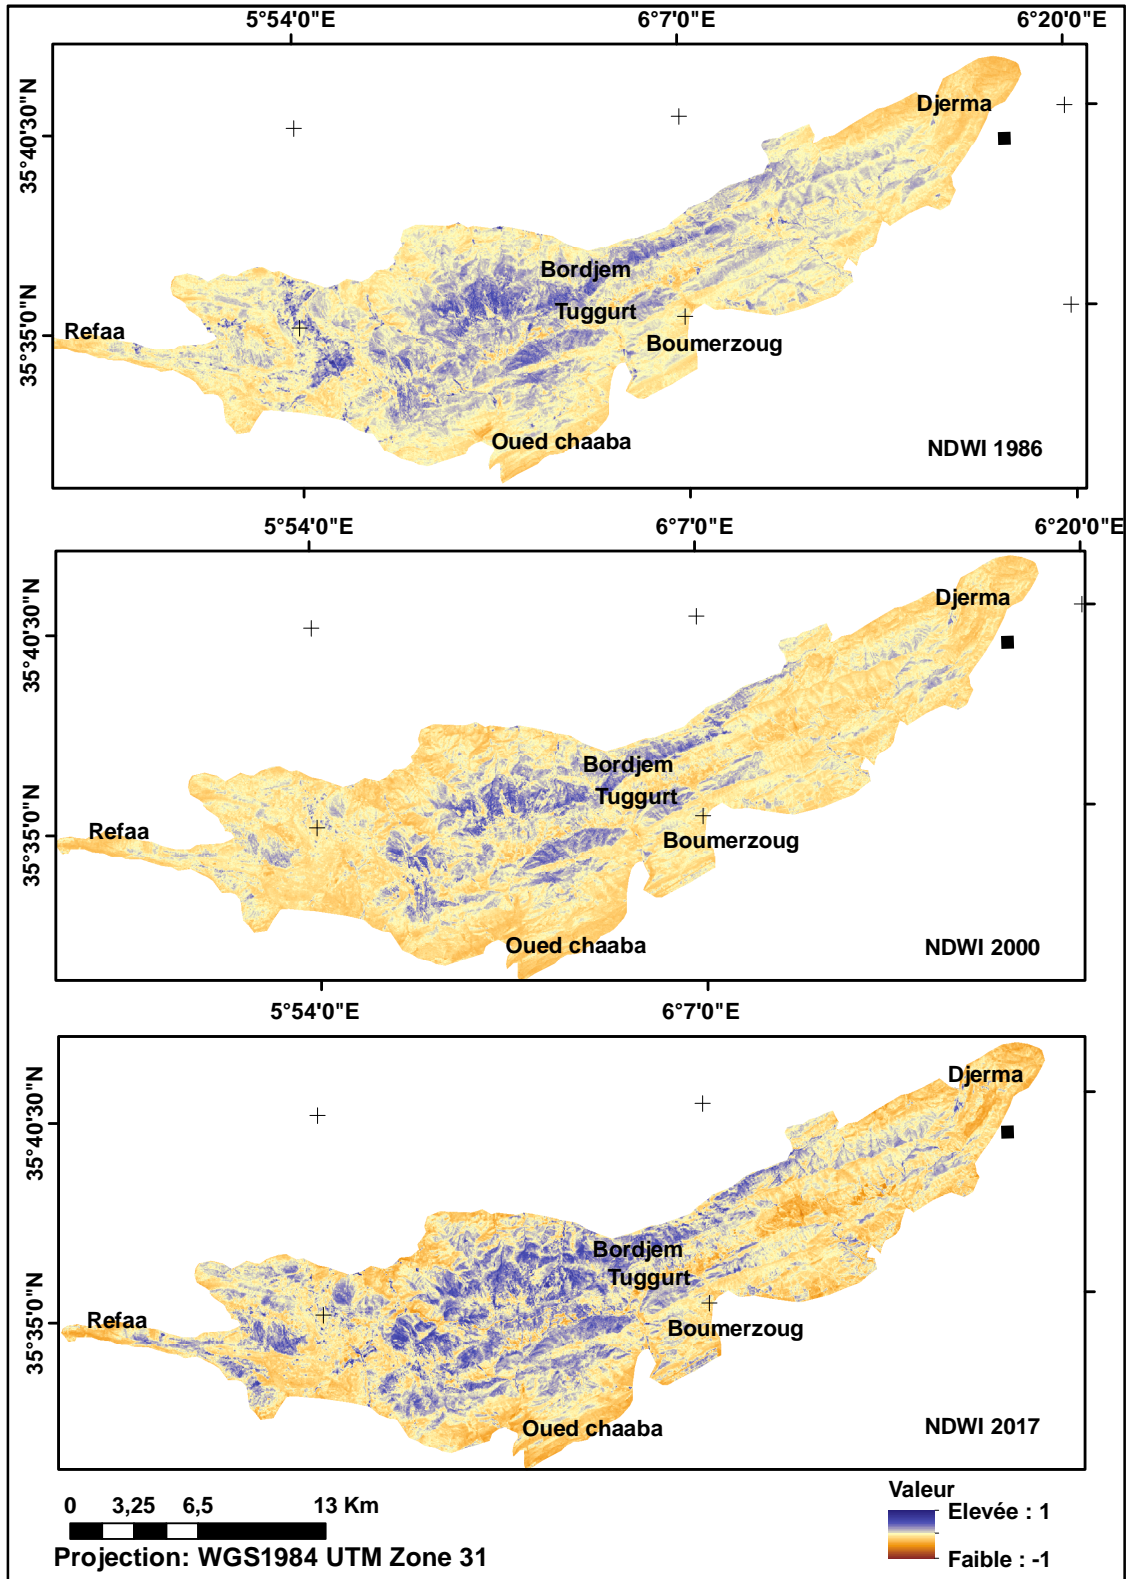 5°54'0"E 6°7'0"E 6°20'0"E
35°40'30"N
35°35'0"N
Djerma
Bordjem
Tuggurt
Refaa
Boumerzoug
Oued chaaba
NDWI 1986
5°54'0"E 6°7'0"E 6°20'0"E
35°40'30"N
35°35'0"N
Djerma
Bordjem
Tuggurt
Refaa
Boumerzoug
Oued chaaba
NDWI 2000
5°54'0"E 6°7'0"E
35°40'30"N
35°35'0"N
Djerma
Bordjem
Tuggurt
Refaa
Boumerzoug
Oued chaaba
NDWI 2017
0 3,25 6,5 13 Km
Projection: WGS1984 UTM Zone 31
Valeur
Elevée : 1
Faible : -1